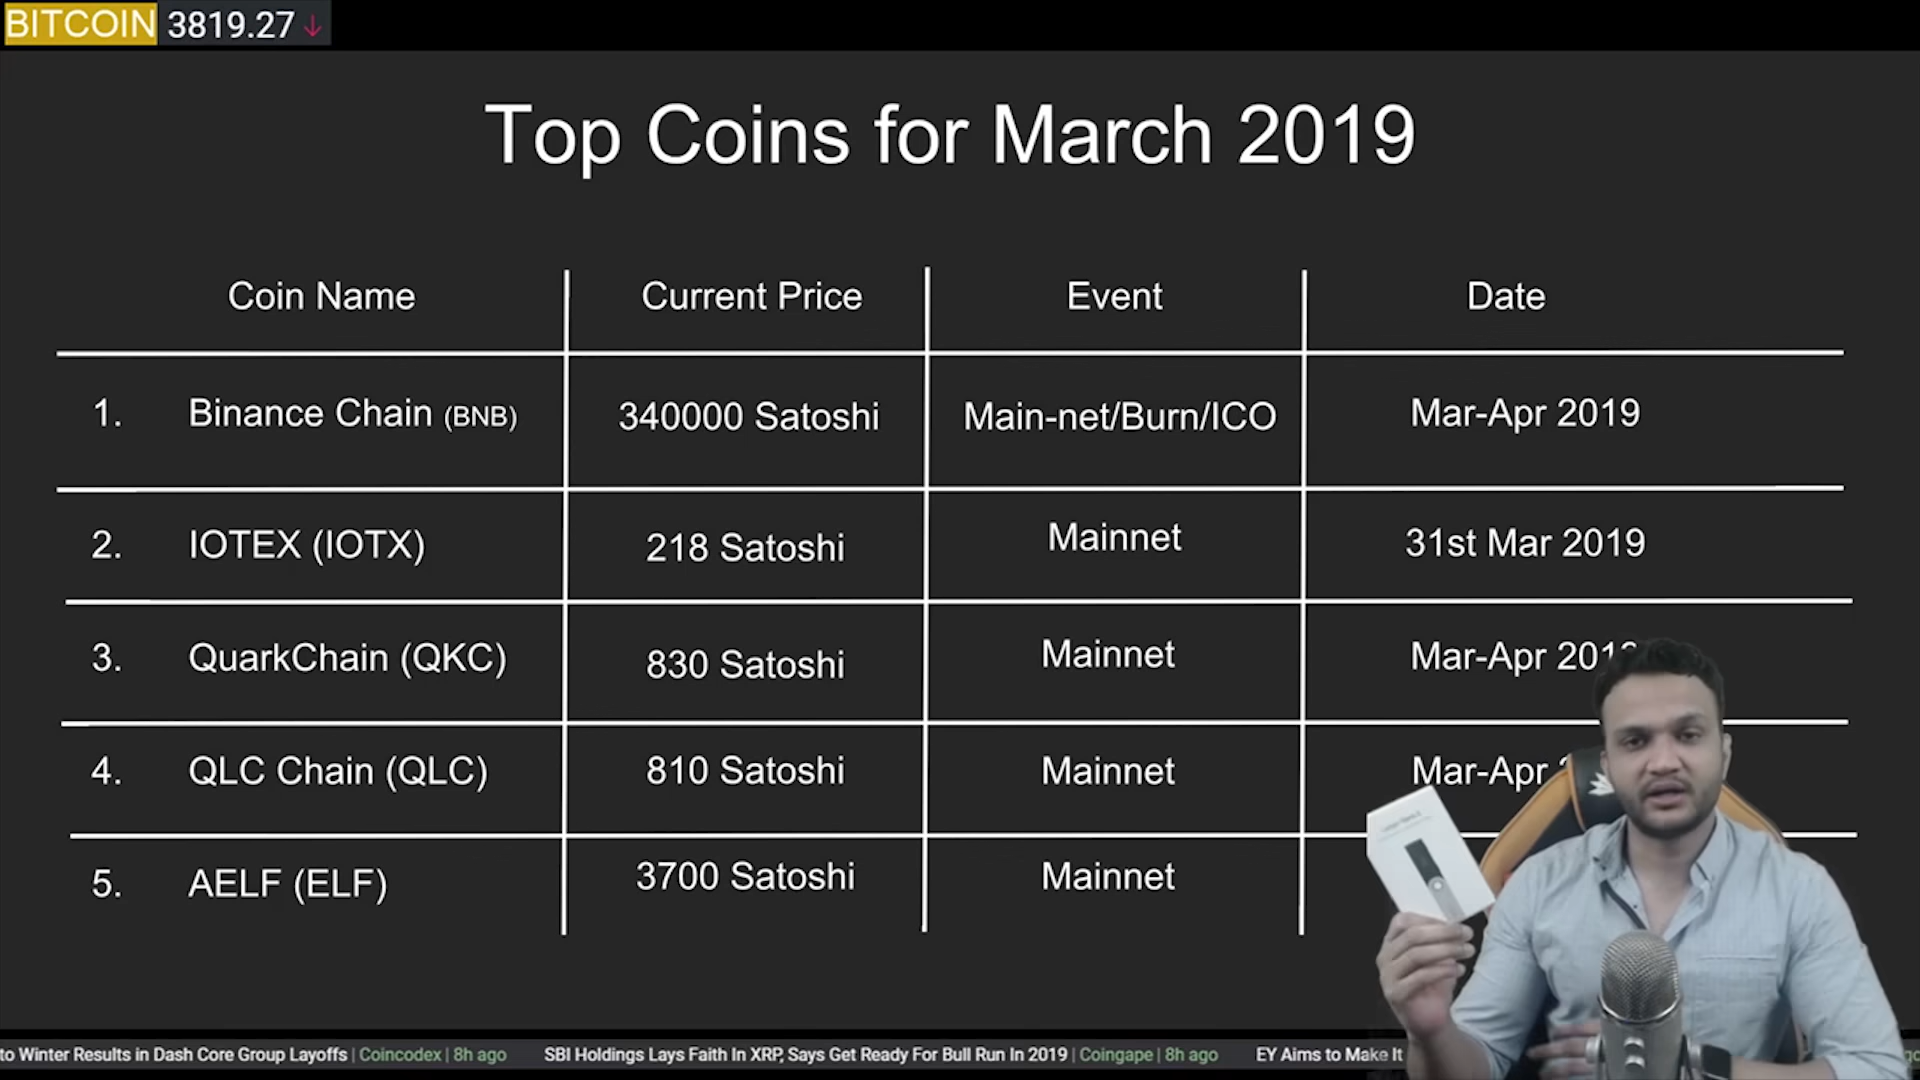 BITCOIN 3819.27
Top Coins for March 2019
Coin Name Current Price Event Date
1. Binance Chain (BNB) 340000 Satoshi Main-net/Burn/ICO Mar-Apr 2019
2. IOTEX (IOTX) 218 Satoshi Mainnet 31st Mar 2019
3. QuarkChain (QKC) 830 Satoshi Mainnet Mar-Apr
4. QLC Chain (QLC) 810 Satoshi Mainnet Mar-Apr
5. AELF (ELF) 3700 Satoshi Mainnet
to Winter Results in Dash Core Group Layoffs | Coincodex | 8h ago SBI Holdings Lays Faith In XRP, Says Get Ready For Bull Run In 2019 | Coingape | 8h ago EY Aims to Make It